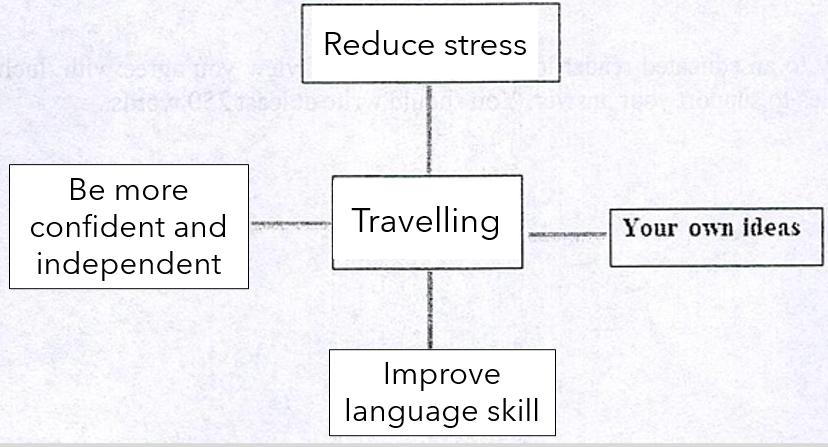 Reduce stress
Be more
confident and
independent
Travelling
Your own ideas
Improve
language skill